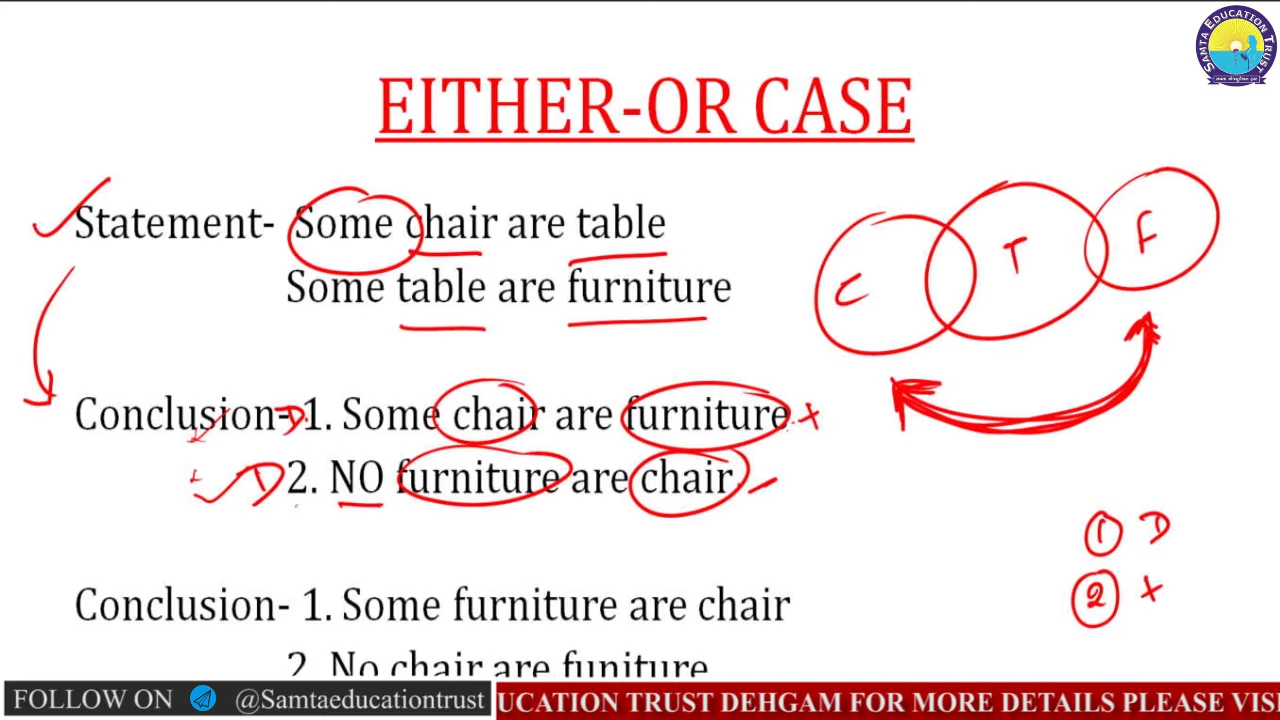 SAMTA EDUCATION TRUST
EITHER-OR CASE
Statement- Some chair are table
Some table are furniture
C T F
Conclusion- D 1. Some chair are furniture +
D 2. NO furniture are chair -
1 D
2 x
Conclusion- 1. Some furniture are chair
2. No chair are funiture
FOLLOW ON @Samtaeducationtrust UCATION TRUST DEHGAM FOR MORE DETAILS PLEASE VISI